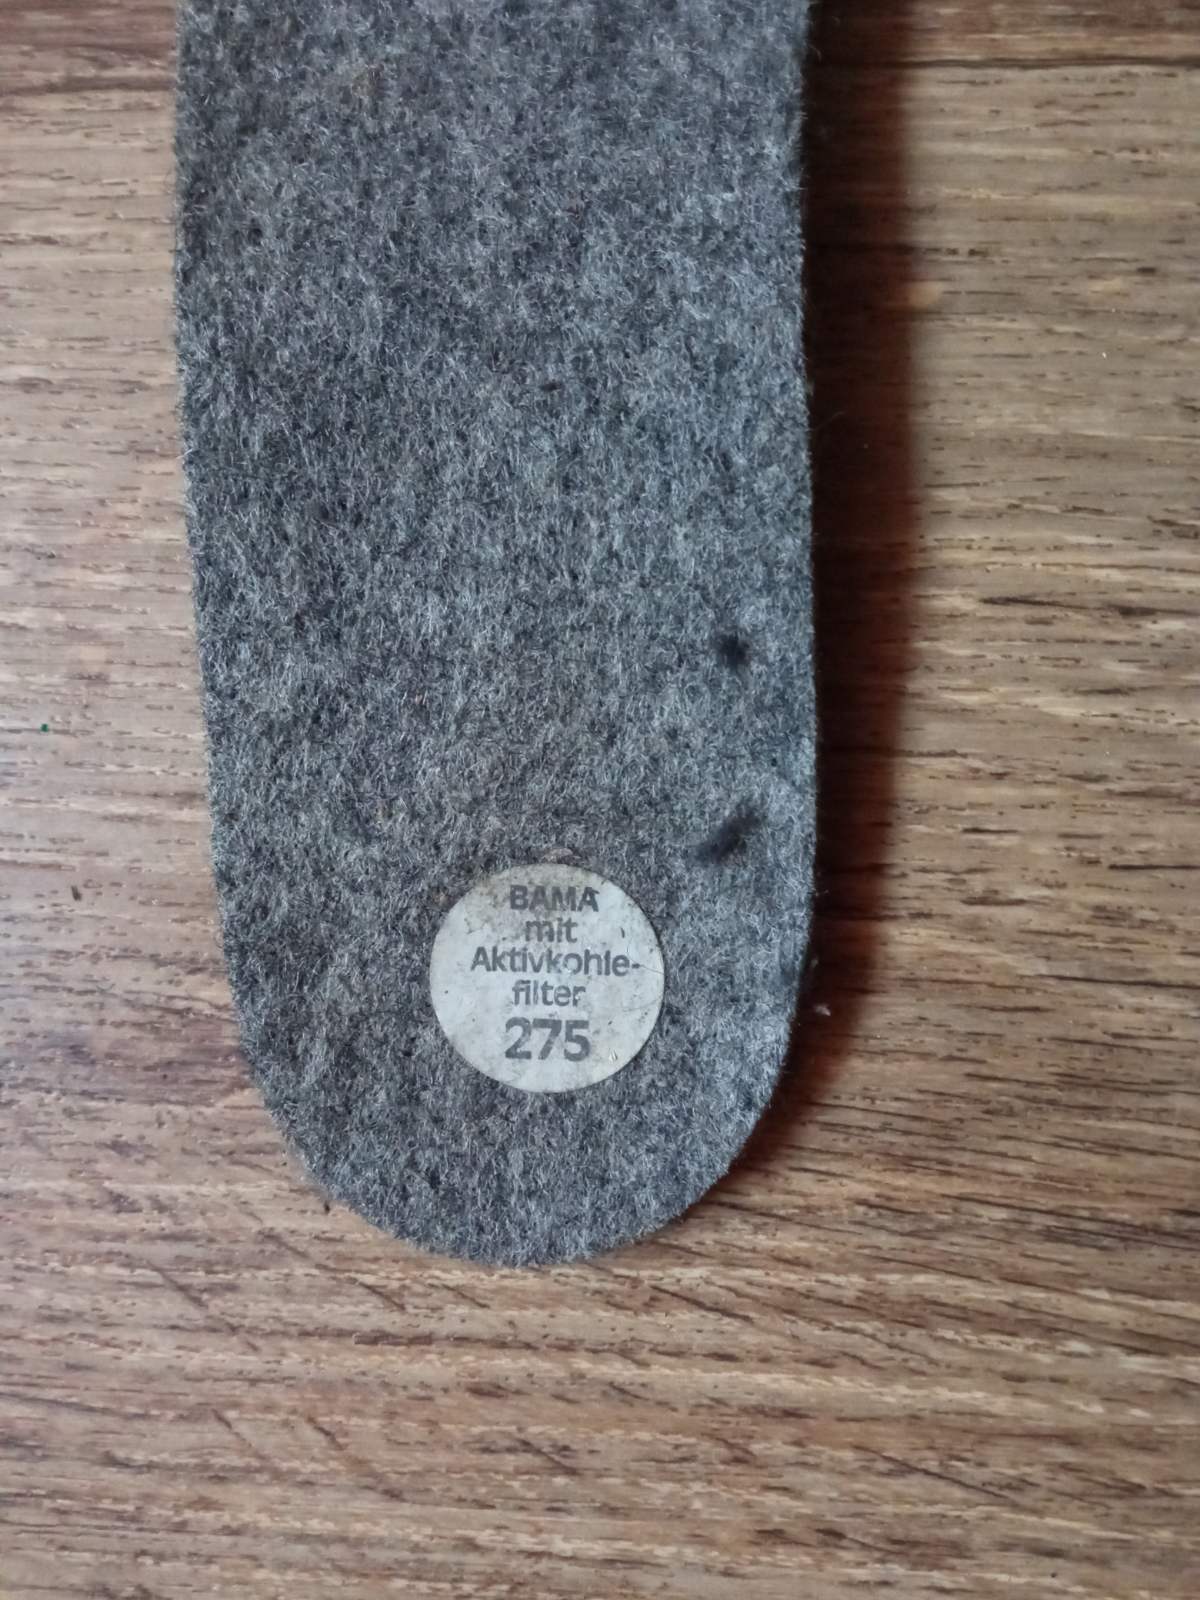 BAMA
mit
Aktivkohle-
filter
275